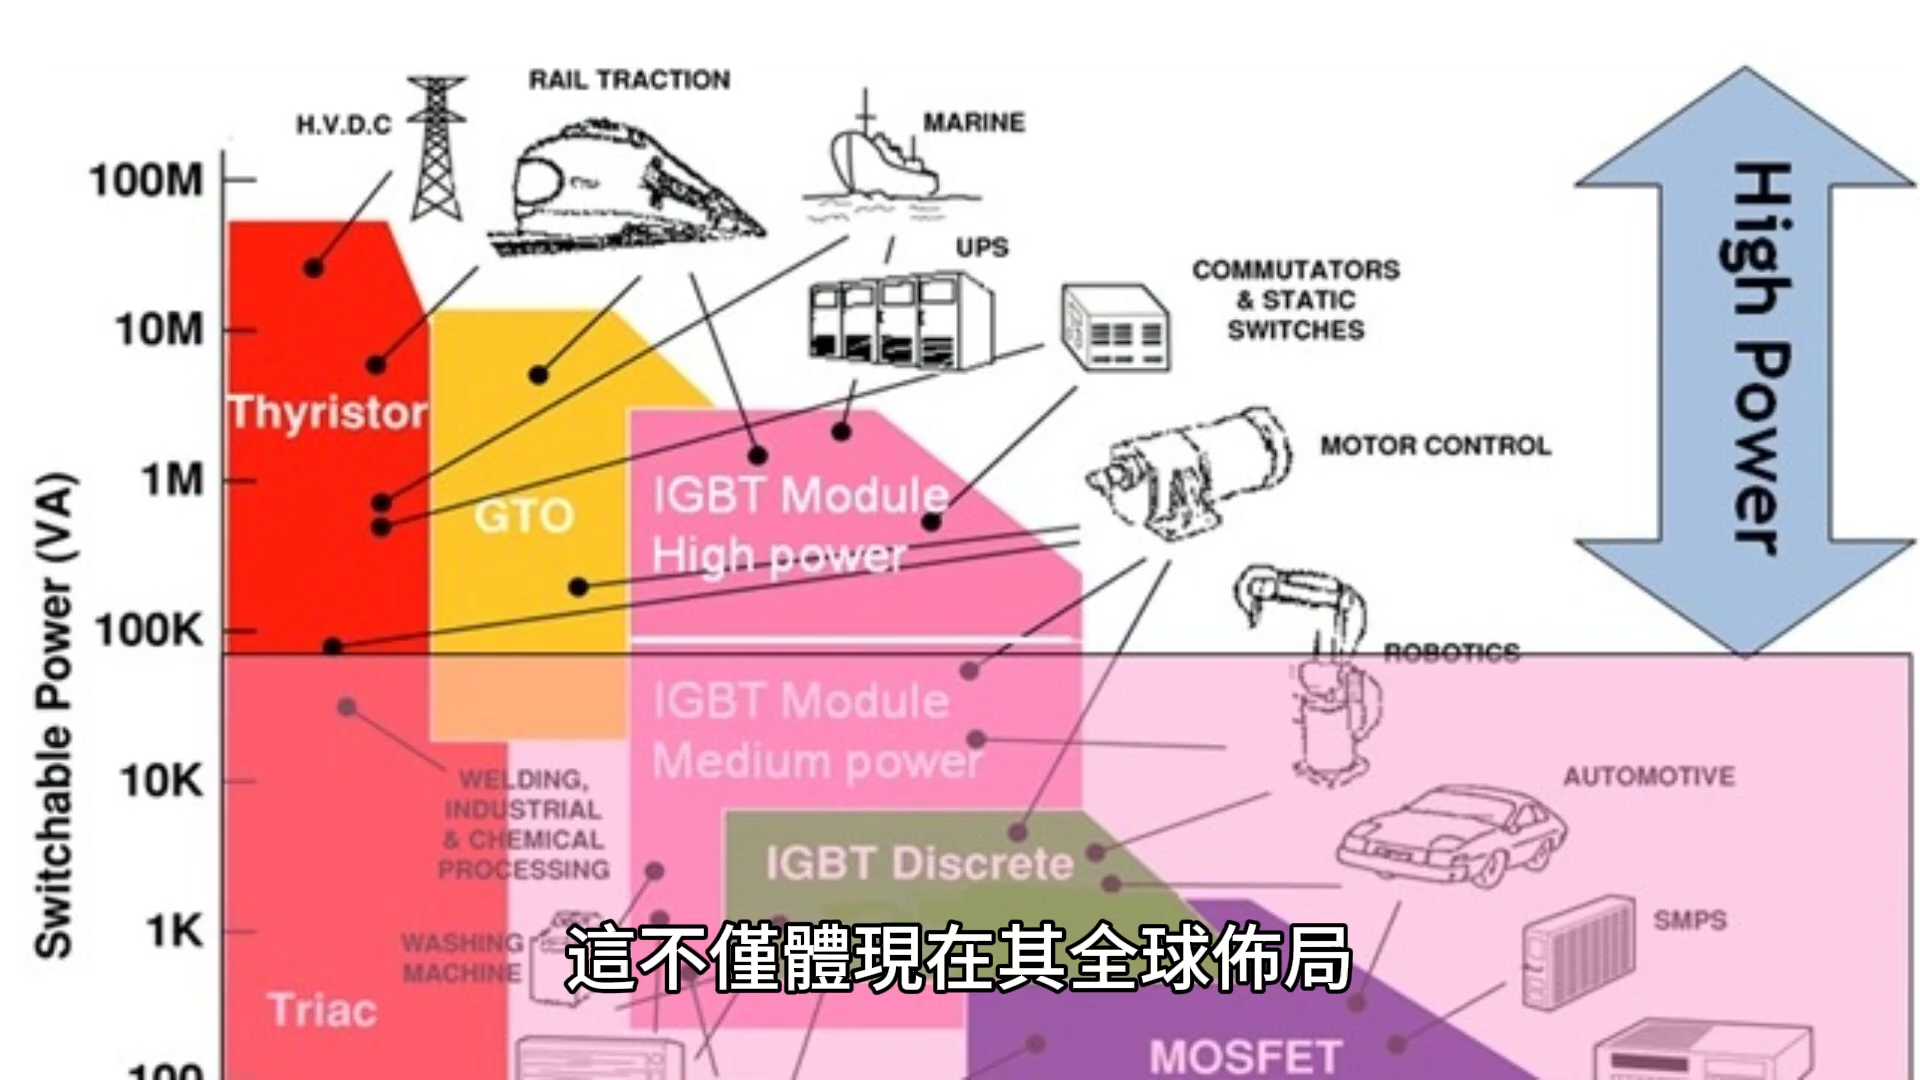 RAIL TRACTION
H.V.D.C
MARINE
100M
UPS
COMMUTATORS
& STATIC
SWITCHES
High Power
10M
Thyristor
MOTOR CONTROL
1M
IGBT Module
High power
GTO
Switchable Power (VA)
100K
ROBOTICS
IGBT Module
Medium power
10K
WELDING,
INDUSTRIAL
& CHEMICAL
PROCESSING
AUTOMOTIVE
IGBT Discrete
1K
WASHING
MACHINE
SMPS
這不僅體現在其全球佈局
Triac
MOSFET
100